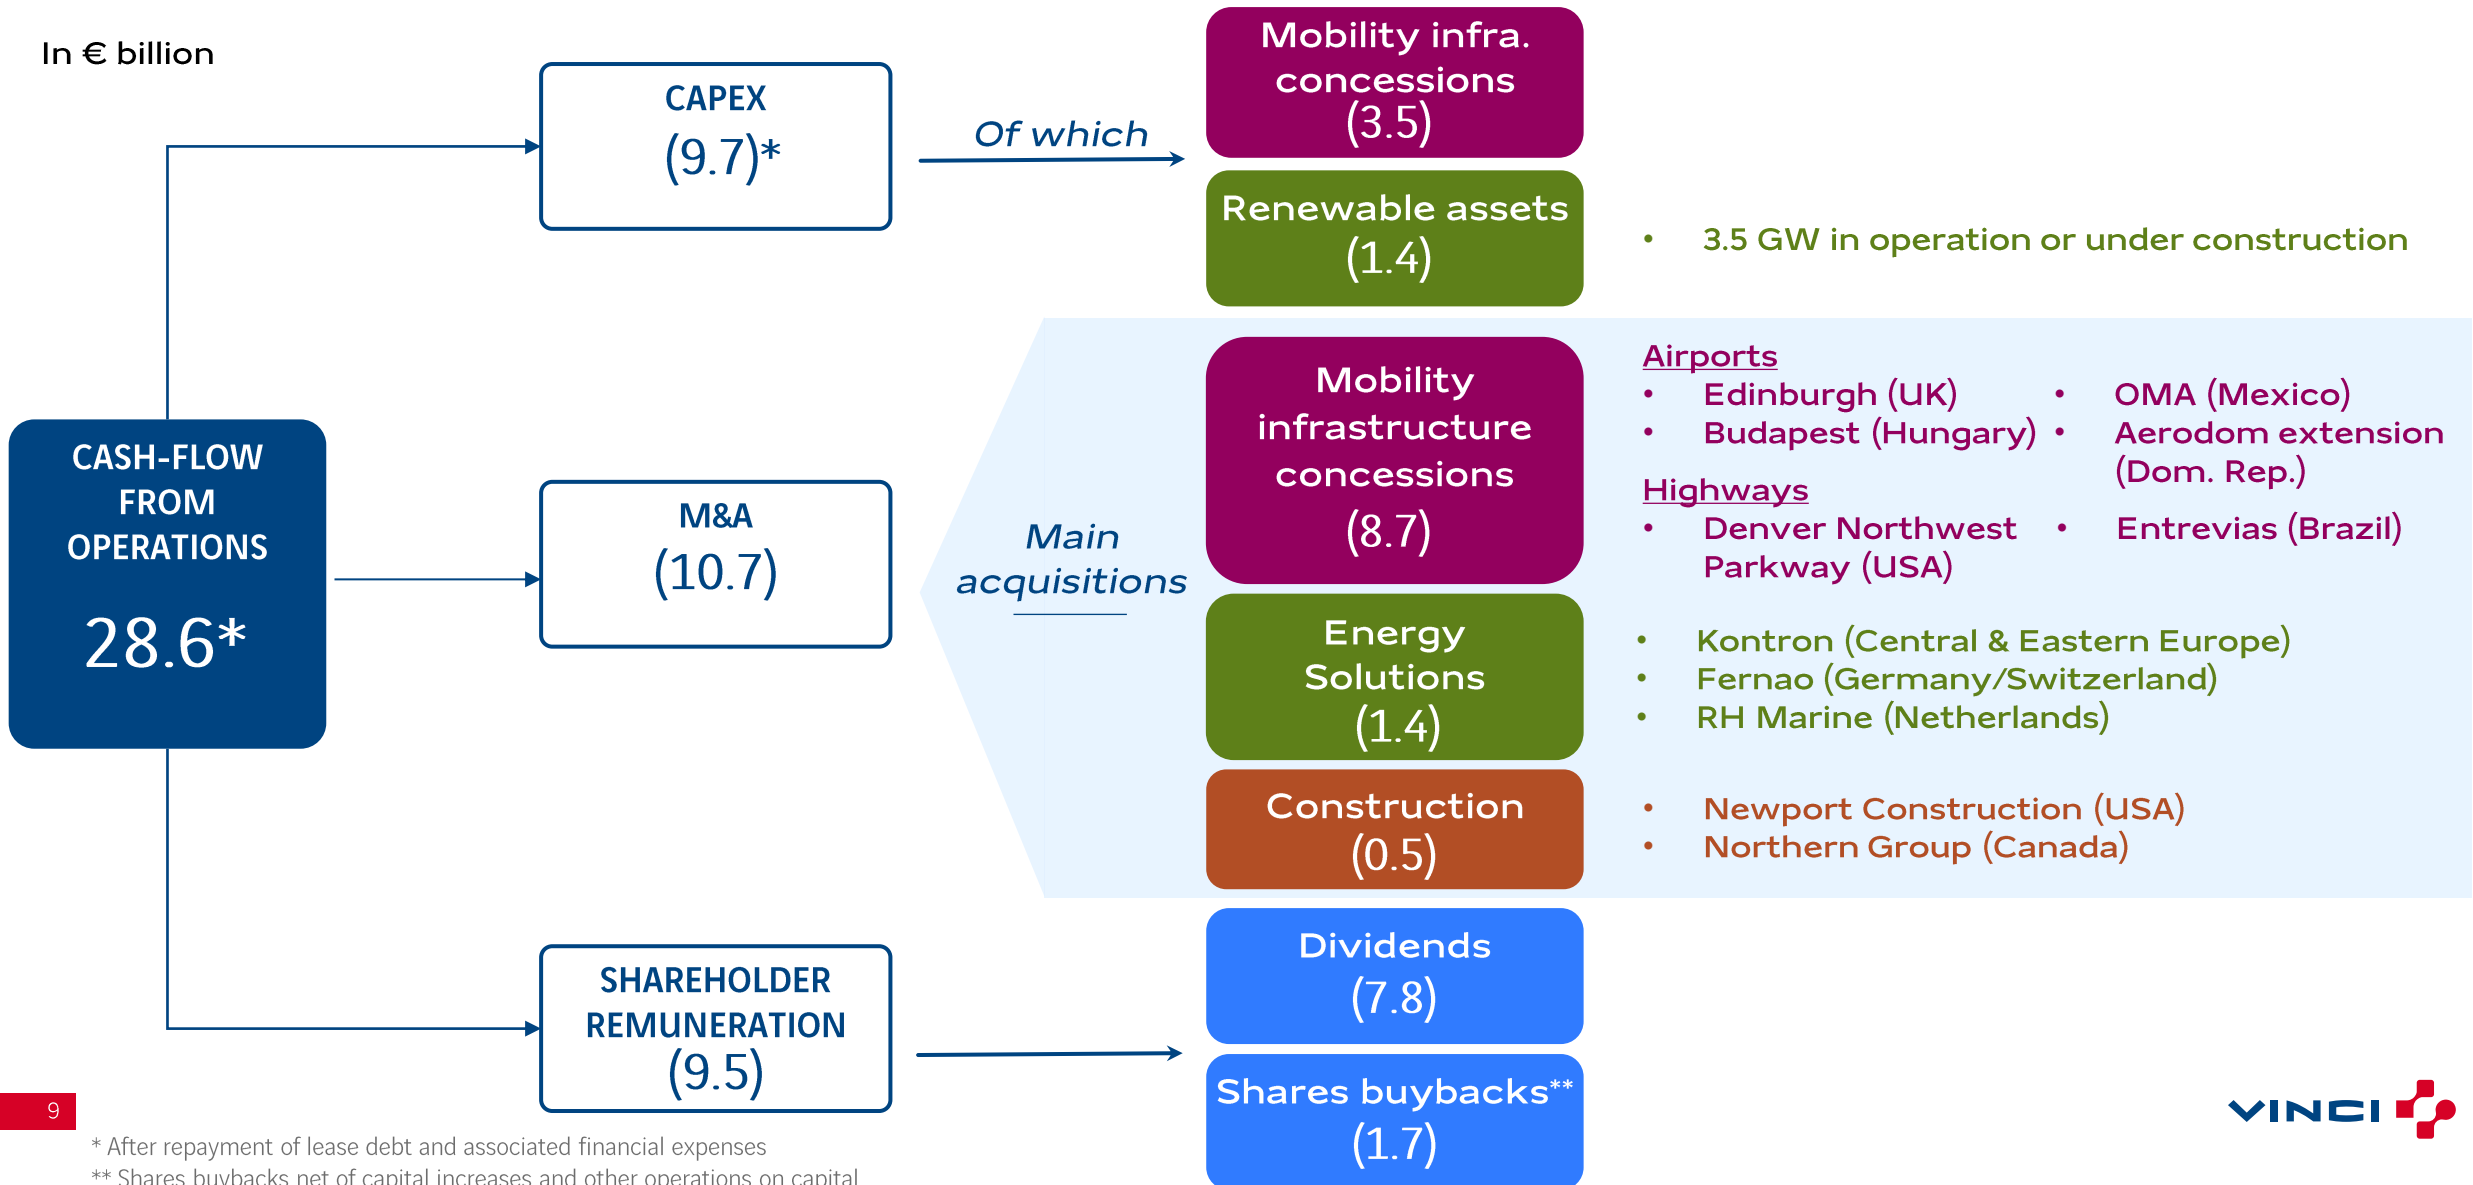 In € billion
CAPEX
(9.7)*
Of which
Mobility infra.
concessions
(3.5)
Renewable assets
(1.4)
• 3.5 GW in operation or under construction
CASH-FLOW
FROM
OPERATIONS
28.6*
M&A
(10.7)
Main
acquisitions
Mobility
infrastructure
concessions
(8.7)
Airports
• Edinburgh (UK)
• Budapest (Hungary)
• OMA (Mexico)
• Aerodom extension
(Dom. Rep.)
Highways
• Denver Northwest
Parkway (USA)
• Entrevias (Brazil)
Energy
Solutions
(1.4)
• Kontron (Central & Eastern Europe)
• Fernao (Germany/Switzerland)
• RH Marine (Netherlands)
Construction
(0.5)
• Newport Construction (USA)
• Northern Group (Canada)
SHAREHOLDER
REMUNERATION
(9.5)
Dividends
(7.8)
Shares buybacks**
(1.7)
9
* After repayment of lease debt and associated financial expenses
** Shares buybacks net of capital increases and other operations on capital
VINCI